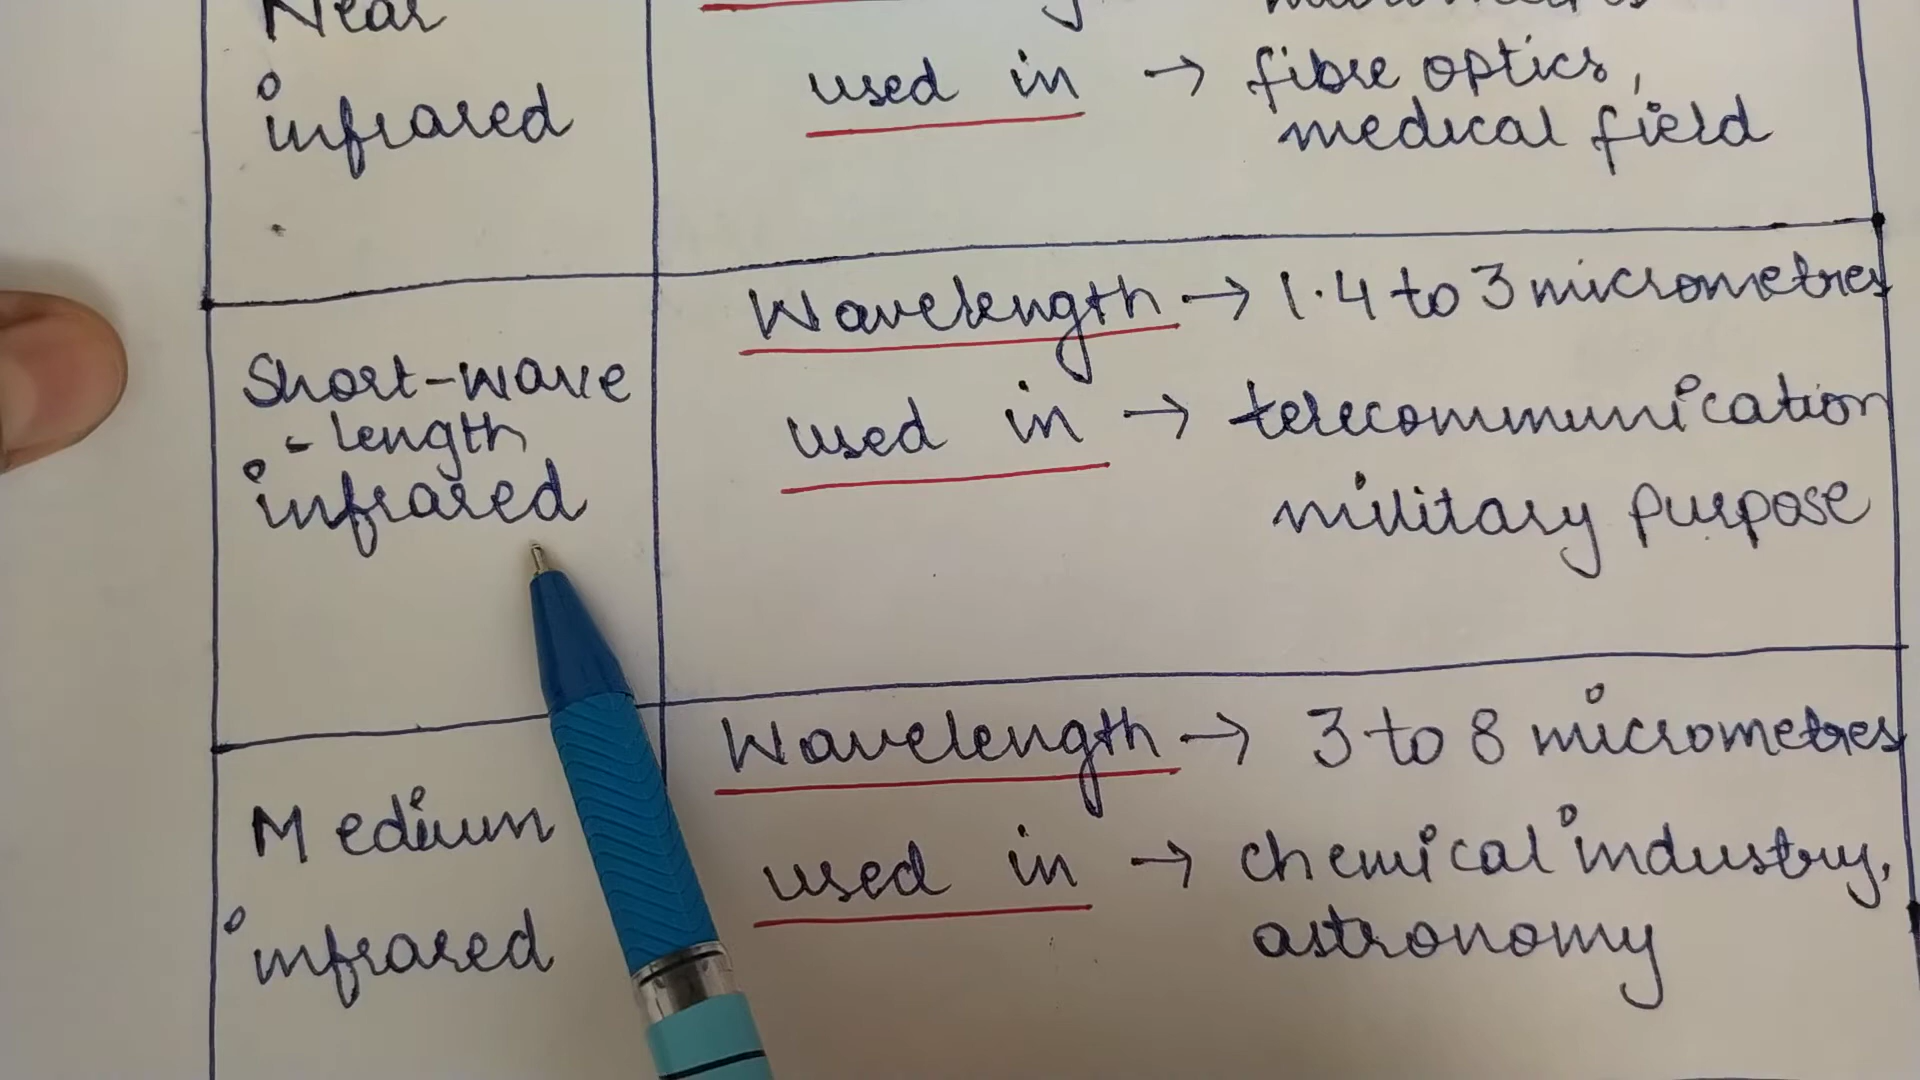 Near
infrared
used in → fibre optics,
medical field
Short-wave
-length
infrared
Wavelength → 1.4 to 3 micrometres
used in → telecommunication
military purpose
Medium
infrared
Wavelength → 3 to 8 micrometres
used in → chemical industry,
astronomy